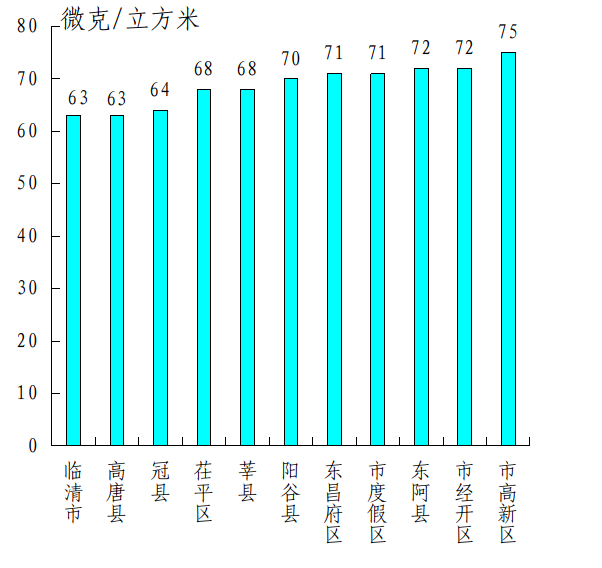 微克/立方米
80
70
60
50
40
30
20
10
0
63
63
64
68
68
70
71
71
72
72
75
临清市
高唐县
冠县
茌平区
莘县
阳谷县
东昌府区
市度假区
东阿县
市经开区
市高新区